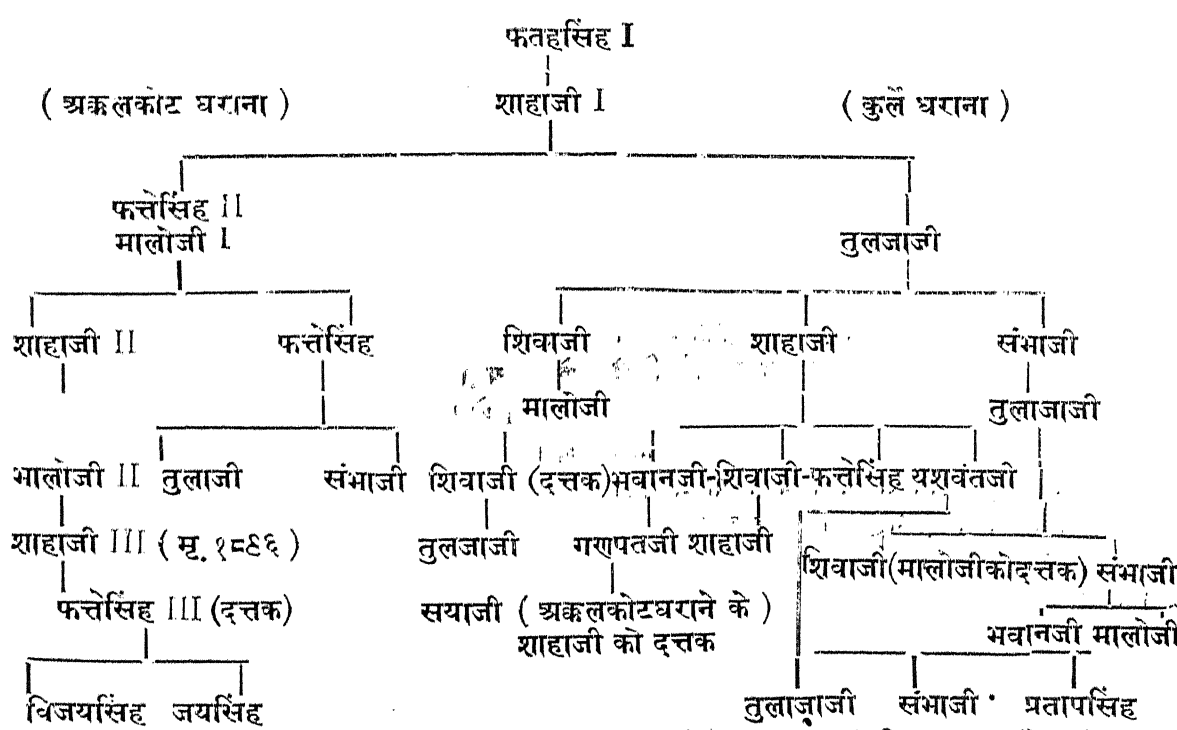 फतहसिंह I
( अक्कलकोट घराना ) शाहाजी I ( कुर्ले घराना )
फत्तेसिंह II
मालोजी I तुलजाजी
शाहाजी II फत्तेसिंह शिवाजी शाहाजी संभाजी
मालोजी तुलाजाजी
मालोजी II तुलाजी संभाजी शिवाजी (दत्तक) भवानजी-शिवाजी-फत्तेसिंह यशवंतजी
शाहाजी III ( मृ. १८९६ ) तुलजाजी गणपतजी शाहाजी
शिवाजी(मालोजीकोदत्तक) संभाजी
फत्तेसिंह III (दत्तक) सयाजी ( अक्कलकोटघराने के )
शाहाजी को दत्तक
भवानजी मालोजी
विजयसिंह जयसिंह तुलाजाजी संभाजी प्रतापसिंह